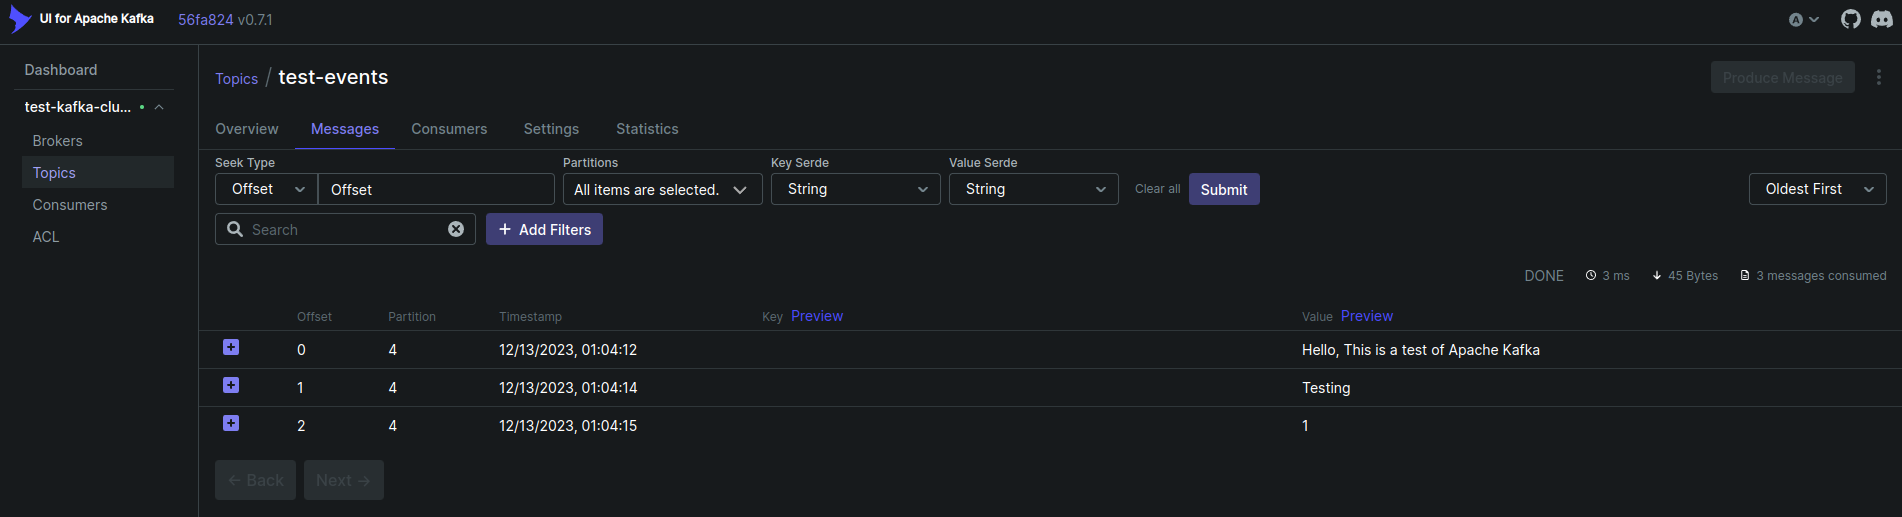 UI for Apache Kafka 56fa824 v0.7.1 A
Dashboard
test-kafka-clu...
Brokers
Topics
Consumers
ACL
Topics / test-events Produce Message
Overview Messages Consumers Settings Statistics
Seek Type Partitions Key Serde Value Serde
Offset Offset All items are selected. String String Clear all Submit Oldest First
Search + Add Filters
DONE 3 ms 45 Bytes 3 messages consumed
Offset Partition Timestamp Key Preview Value Preview
0 4 12/13/2023, 01:04:12 Hello, This is a test of Apache Kafka
1 4 12/13/2023, 01:04:14 Testing
2 4 12/13/2023, 01:04:15 1
← Back Next →